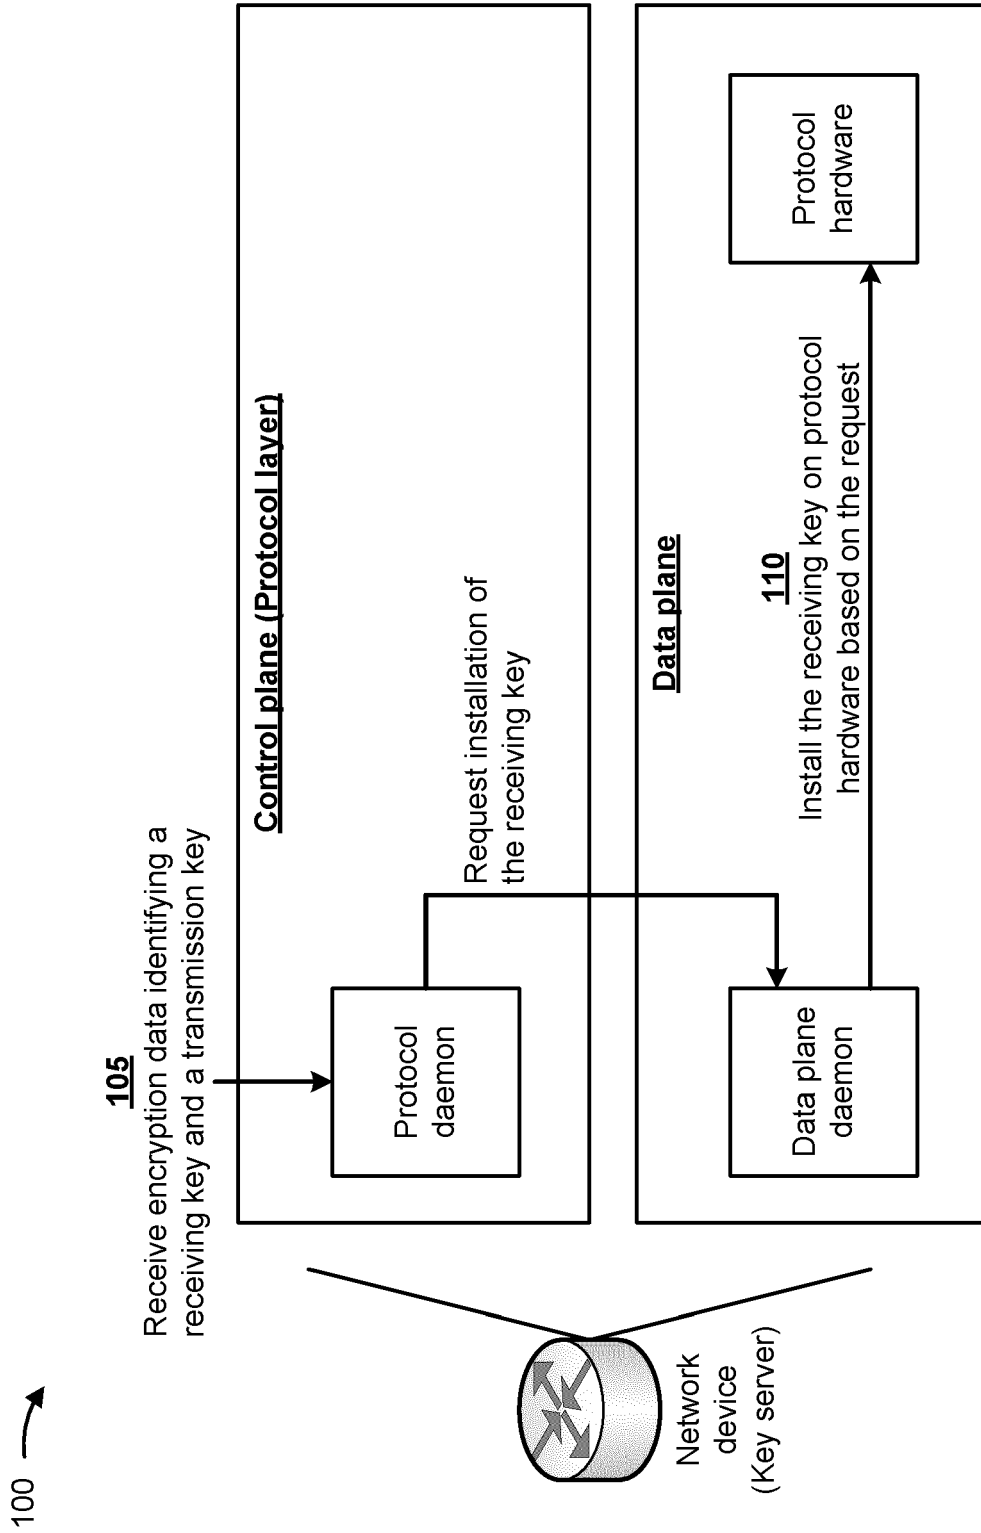 100
105
Receive encryption data identifying a
receiving key and a transmission key
Control plane (Protocol layer)
Protocol
daemon
Request installation of
the receiving key
Network
device
(Key server)
Data plane
Data plane
daemon
110
Install the receiving key on protocol
hardware based on the request
Protocol
hardware